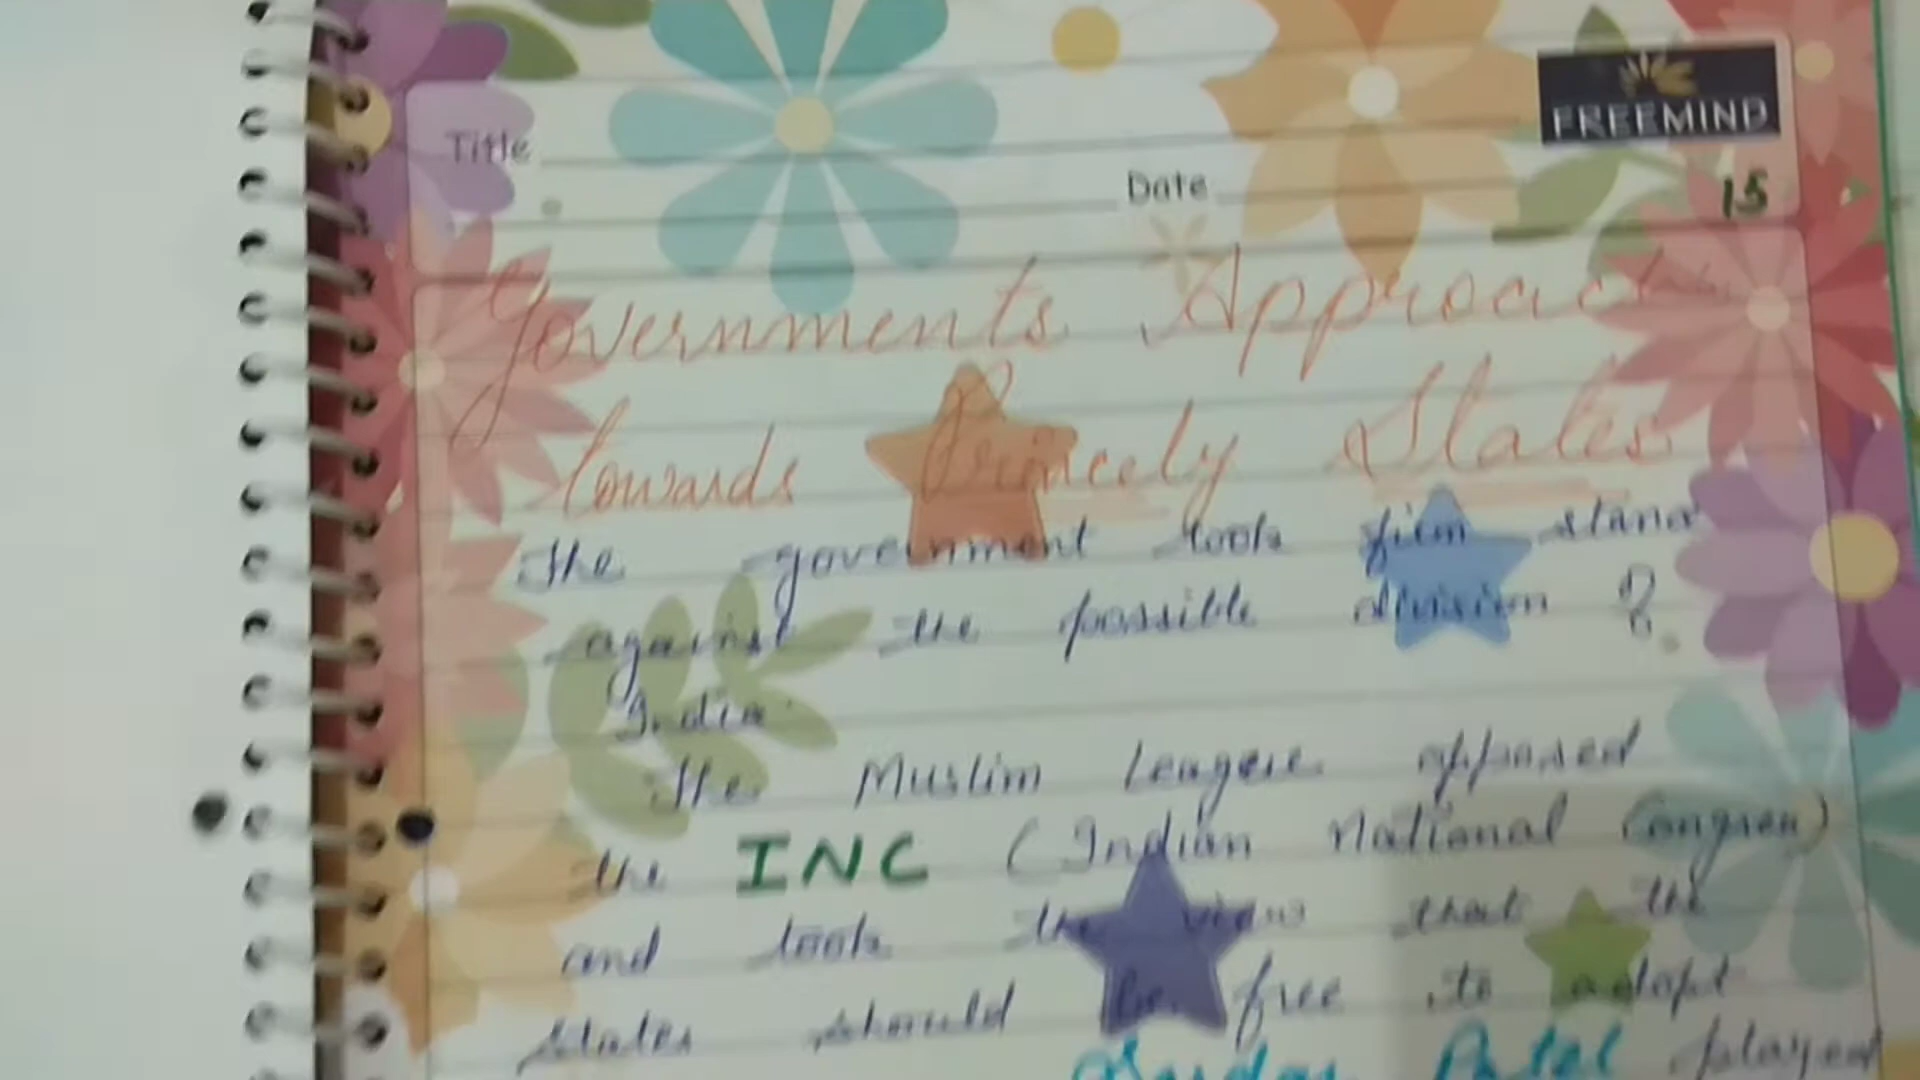 FREEMIND
Title
Date
15
Governments Approach
towards Princely States
the government took firm stand
against the possible division of
India.
the Muslim League opposed
the INC (Indian National Congress)
and took the view that the
states should be free to adopt
Sardar Patel played